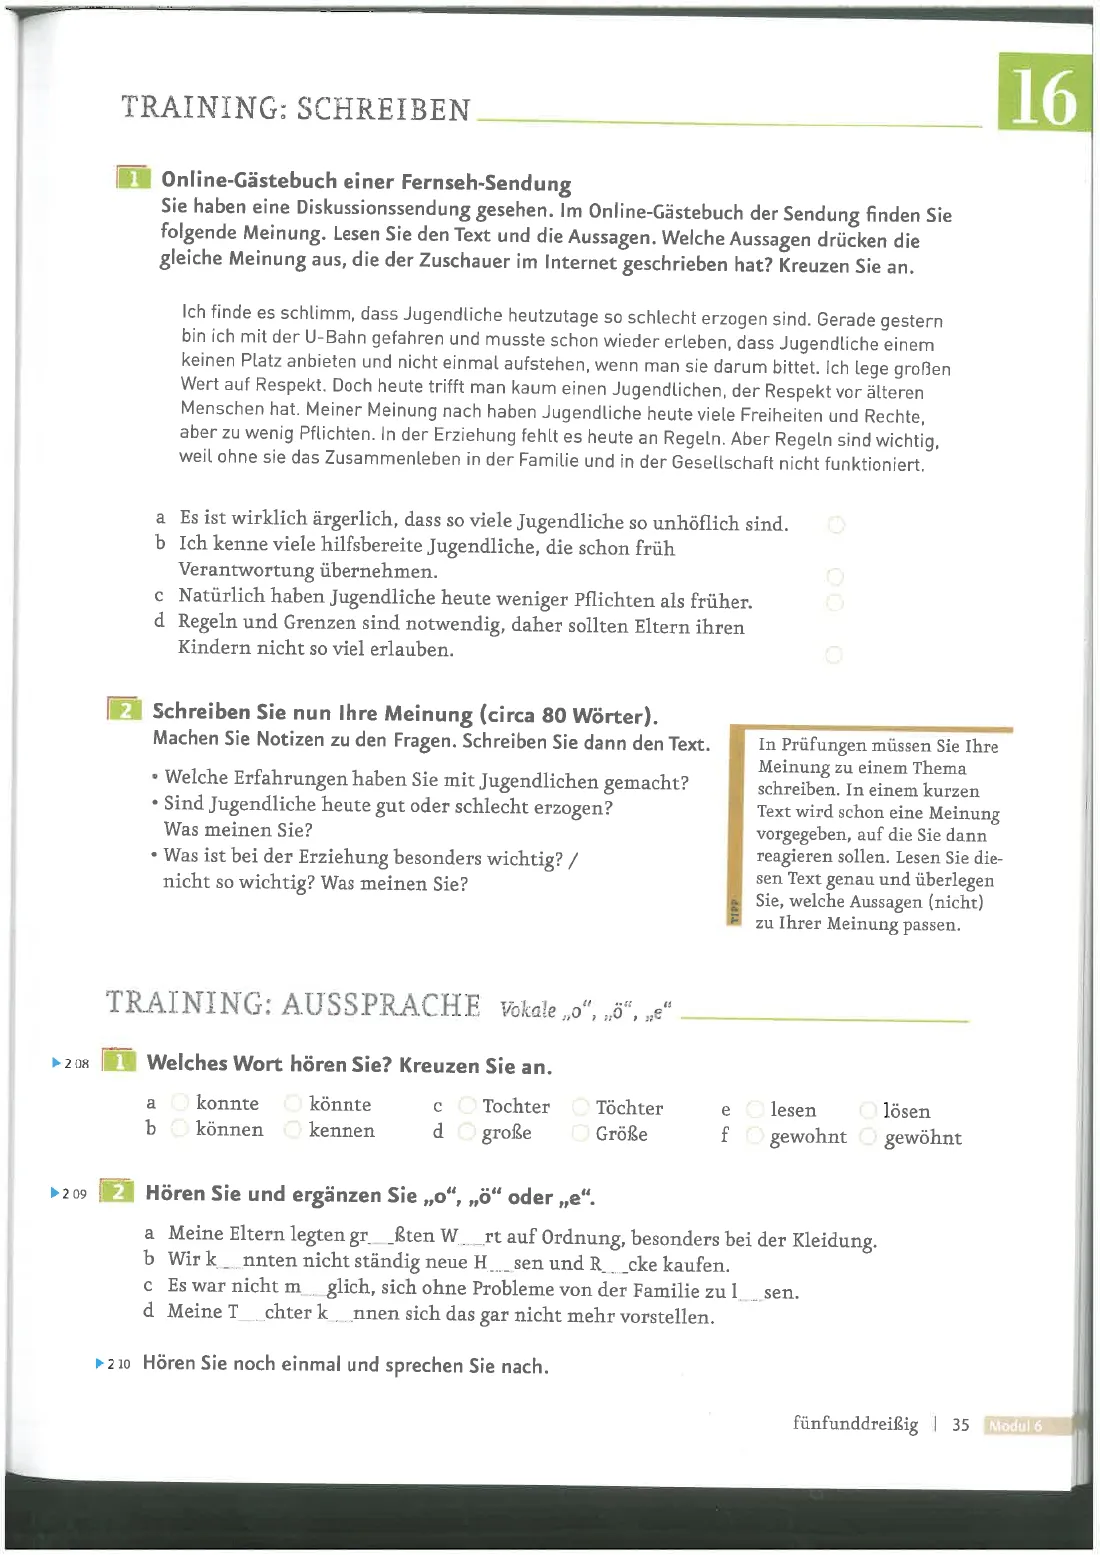 16
TRAINING: SCHREIBEN
1 Online-Gästebuch einer Fernseh-Sendung
Sie haben eine Diskussionssendung gesehen. Im Online-Gästebuch der Sendung finden Sie
folgende Meinung. Lesen Sie den Text und die Aussagen. Welche Aussagen drücken die
gleiche Meinung aus, die der Zuschauer im Internet geschrieben hat? Kreuzen Sie an.
Ich finde es schlimm, dass Jugendliche heutzutage so schlecht erzogen sind. Gerade gestern
bin ich mit der U-Bahn gefahren und musste schon wieder erleben, dass Jugendliche einem
keinen Platz anbieten und nicht einmal aufstehen, wenn man sie darum bittet. Ich lege großen
Wert auf Respekt. Doch heute trifft man kaum einen Jugendlichen, der Respekt vor älteren
Menschen hat. Meiner Meinung nach haben Jugendliche heute viele Freiheiten und Rechte,
aber zu wenig Pflichten. In der Erziehung fehlt es heute an Regeln. Aber Regeln sind wichtig,
weil ohne sie das Zusammenleben in der Familie und in der Gesellschaft nicht funktioniert.
a Es ist wirklich ärgerlich, dass so viele Jugendliche so unhöflich sind.
b Ich kenne viele hilfsbereite Jugendliche, die schon früh
Verantwortung übernehmen.
c Natürlich haben Jugendliche heute weniger Pflichten als früher.
d Regeln und Grenzen sind notwendig, daher sollten Eltern ihren
Kindern nicht so viel erlauben.
2 Schreiben Sie nun Ihre Meinung (circa 80 Wörter).
Machen Sie Notizen zu den Fragen. Schreiben Sie dann den Text.
• Welche Erfahrungen haben Sie mit Jugendlichen gemacht?
• Sind Jugendliche heute gut oder schlecht erzogen?
Was meinen Sie?
• Was ist bei der Erziehung besonders wichtig? /
nicht so wichtig? Was meinen Sie?
TIPP
In Prüfungen müssen Sie Ihre
Meinung zu einem Thema
schreiben. In einem kurzen
Text wird schon eine Meinung
vorgegeben, auf die Sie dann
reagieren sollen. Lesen Sie die-
sen Text genau und überlegen
Sie, welche Aussagen (nicht)
zu Ihrer Meinung passen.
TRAINING: AUSSPRACHE Vokale „o“, „ö“, „e“
2 08 1 Welches Wort hören Sie? Kreuzen Sie an.
a konnte könnte c Tochter Töchter e lesen lösen
b können kennen d große Größe f gewohnt gewöhnt
2 09 2 Hören Sie und ergänzen Sie „o“, „ö“ oder „e“.
a Meine Eltern legten gr___ßten W___rt auf Ordnung, besonders bei der Kleidung.
b Wir k___nnten nicht ständig neue H___sen und R___cke kaufen.
c Es war nicht m___glich, sich ohne Probleme von der Familie zu l___sen.
d Meine T___chter k___nnen sich das gar nicht mehr vorstellen.
2 10 Hören Sie noch einmal und sprechen Sie nach.
fünfunddreißig | 35 Modul 6